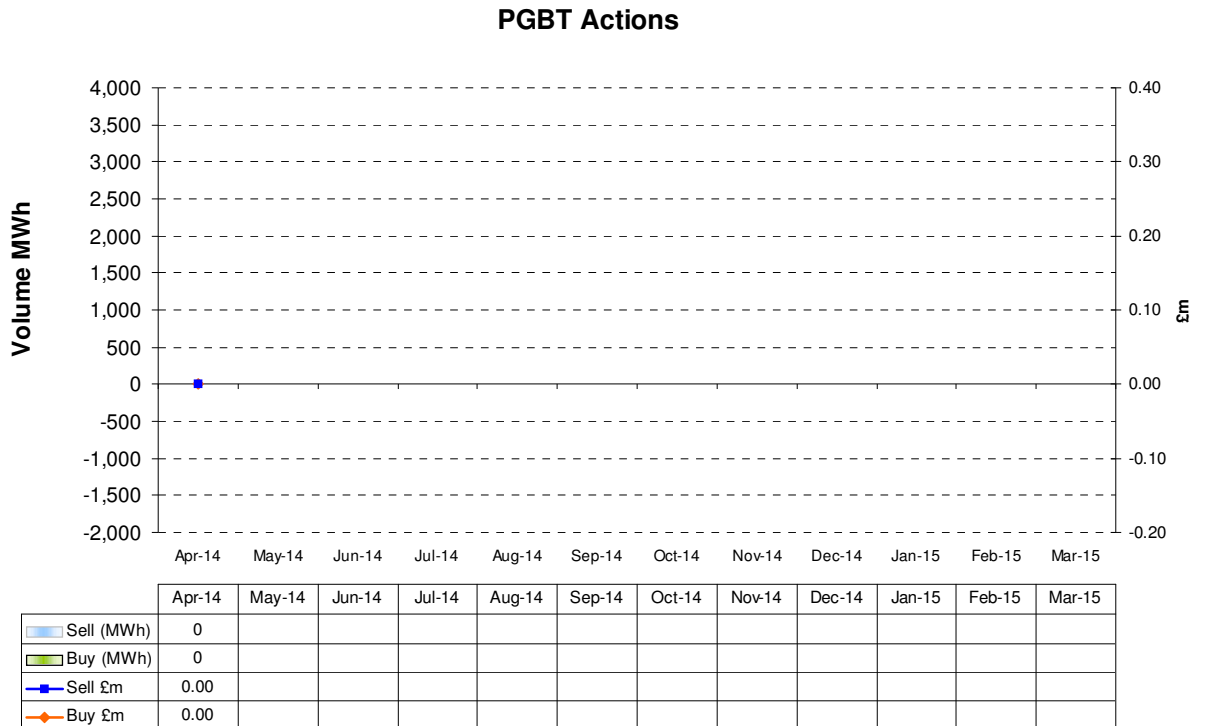 PGBT Actions
4,000
3,500
3,000
2,500
2,000
1,500
1,000
500
0
-500
-1,000
-1,500
-2,000
Volume MWh
0.40
0.30
0.20
0.10
0.00
-0.10
-0.20
£m
Apr-14 May-14 Jun-14 Jul-14 Aug-14 Sep-14 Oct-14 Nov-14 Dec-14 Jan-15 Feb-15 Mar-15
Apr-14 May-14 Jun-14 Jul-14 Aug-14 Sep-14 Oct-14 Nov-14 Dec-14 Jan-15 Feb-15 Mar-15
Sell (MWh) 0
Buy (MWh) 0
Sell £m 0.00
Buy £m 0.00